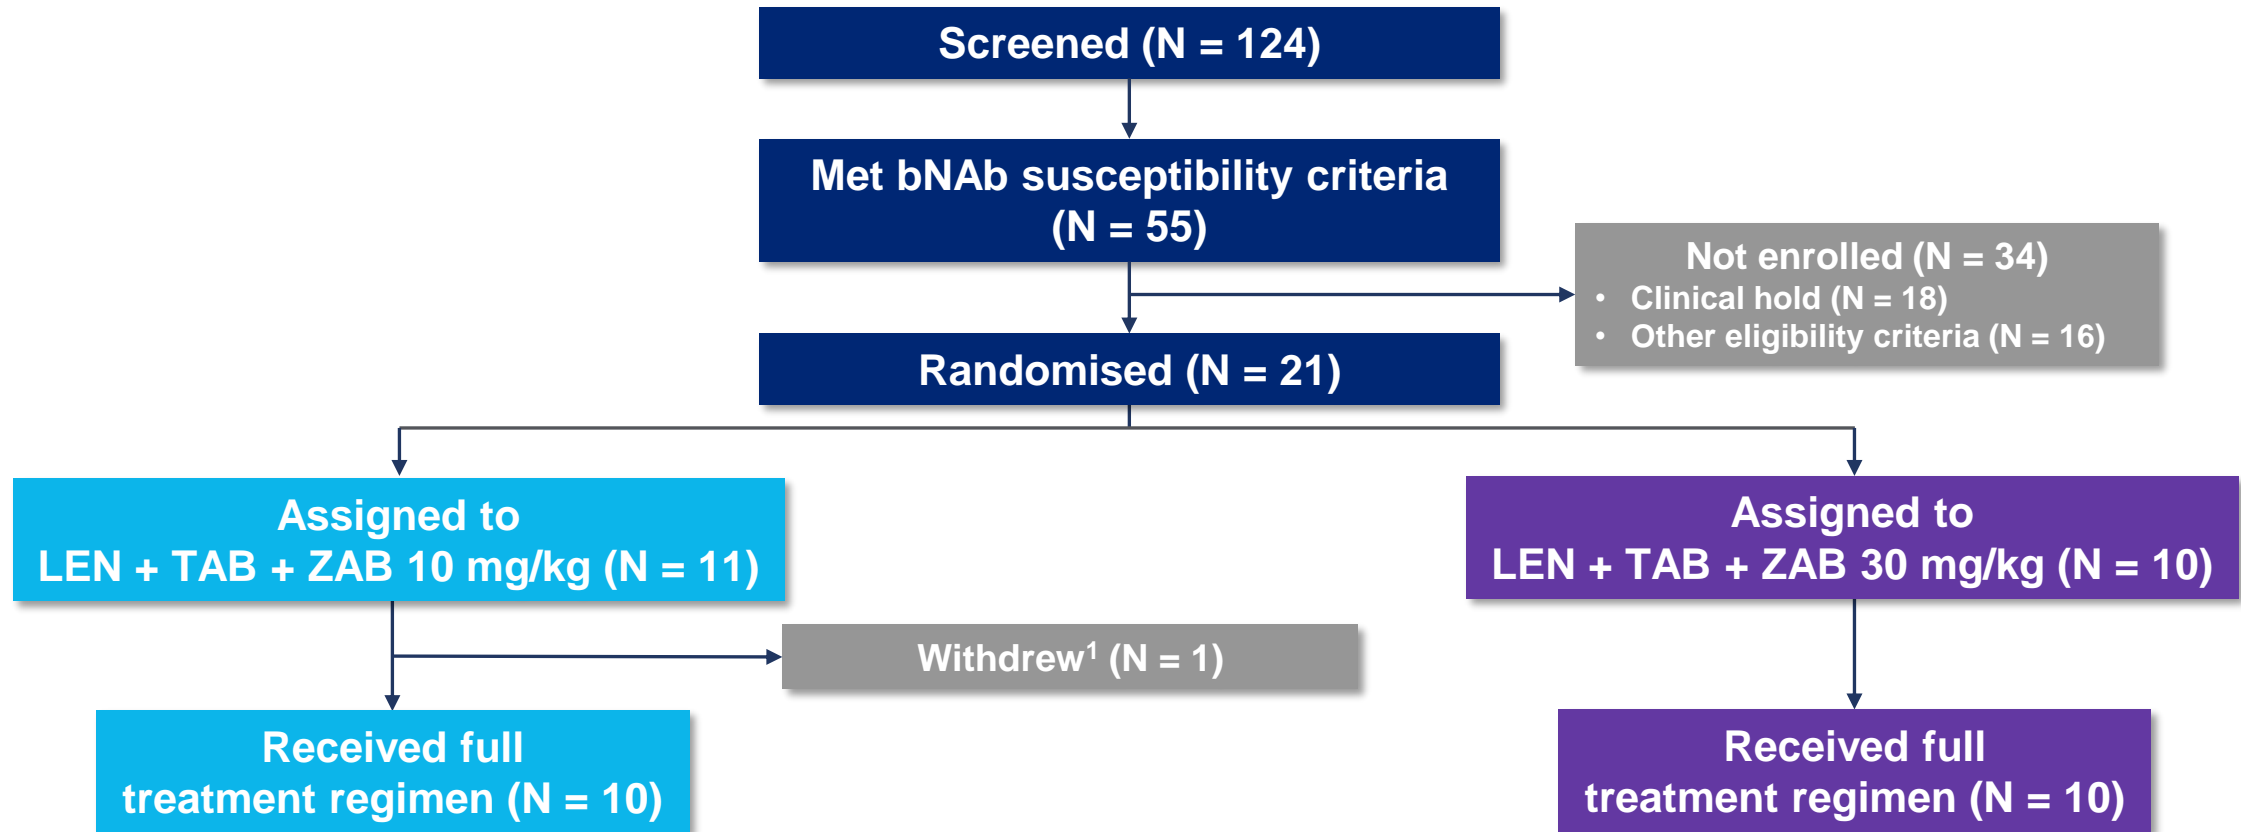 Screened (N = 124)
Met bNAb susceptibility criteria
(N = 55)
Not enrolled (N = 34)
• Clinical hold (N = 18)
• Other eligibility criteria (N = 16)
Randomised (N = 21)
Assigned to
LEN + TAB + ZAB 10 mg/kg (N = 11)
Assigned to
LEN + TAB + ZAB 30 mg/kg (N = 10)
Withdrew¹ (N = 1)
Received full
treatment regimen (N = 10)
Received full
treatment regimen (N = 10)